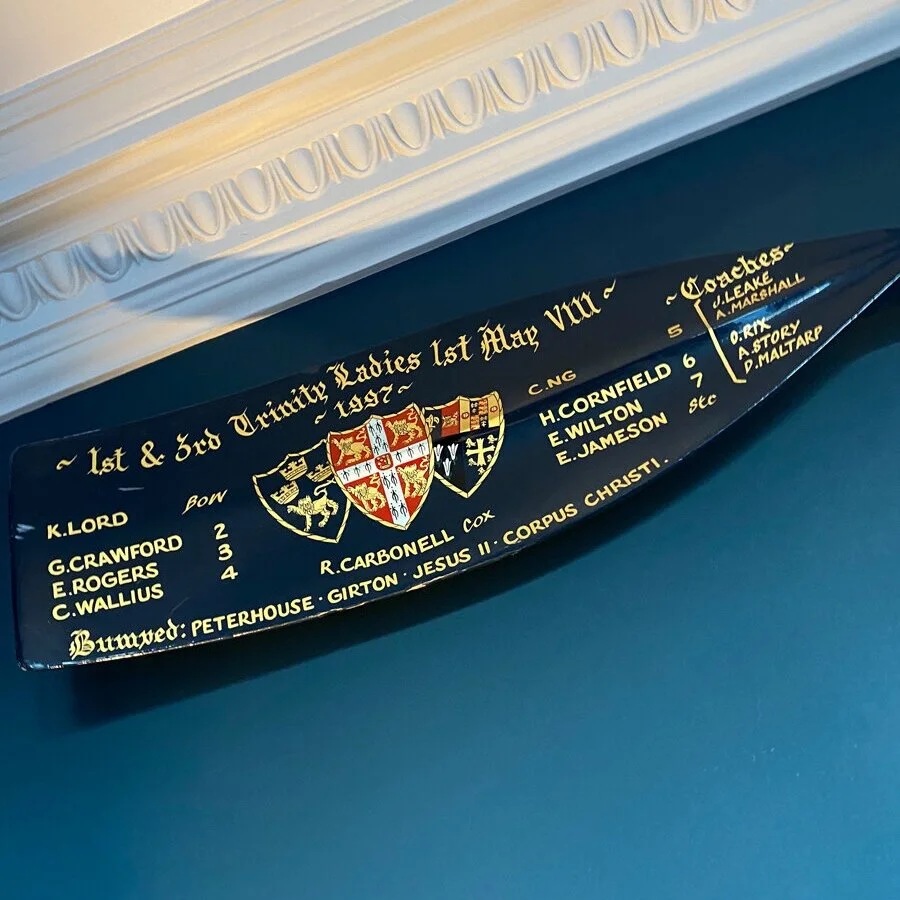 ~ 1st & 3rd Trinity Ladies 1st May VIII ~
~ 1997 ~
K.LORD BOW
G.CRAWFORD 2
E.ROGERS 3
C.WALLIUS 4
R.CARBONELL COX
C.NG 5
H.CORNFIELD 6
E.WILTON 7
E.JAMESON Str
~Coaches~
J.LEAKE
A.MARSHALL
O.RIX
A.STORY
D.MALTARP
Bumped: PETERHOUSE · GIRTON · JESUS II · CORPUS CHRISTI .